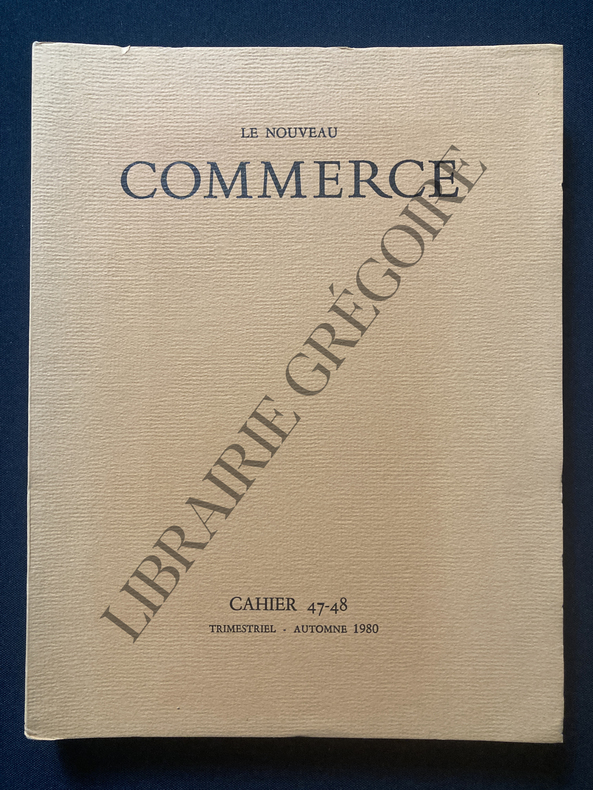 LE NOUVEAU
COMMERCE
LIBRAIRIE GRÉGOIRE
CAHIER 47-48
TRIMESTRIEL - AUTOMNE 1980